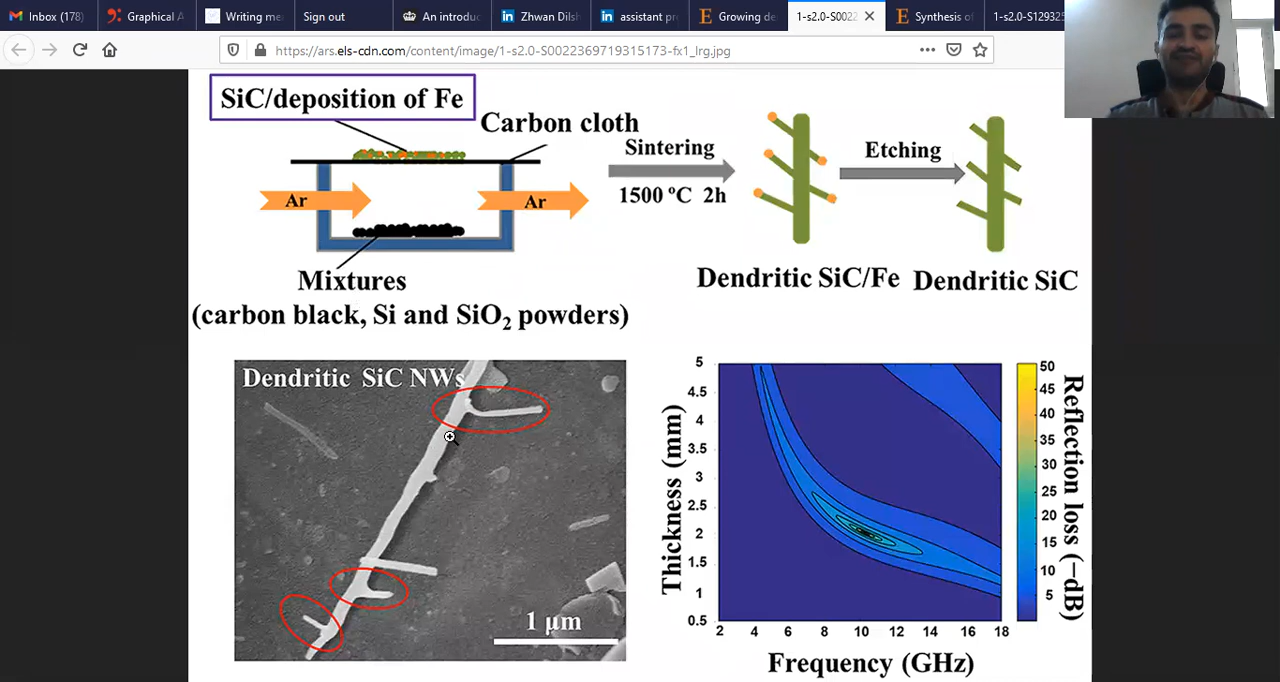 Inbox (178)
Graphical A
Writing me
Sign out
An introduc
Zhwan Dilsh
assistant pr
Growing de
1-s2.0-S0022
Synthesis of
1-s2.0-S129325
https://ars.els-cdn.com/content/image/1-s2.0-S0022369719315173-fx1_lrg.jpg
SiC/deposition of Fe
Carbon cloth
Ar
Ar
Mixtures
(carbon black, Si and SiO₂ powders)
Sintering
1500 ºC 2h
Etching
Dendritic SiC/Fe
Dendritic SiC
Dendritic SiC NWs
1 μm
Thickness (mm)
5
4.5
4
3.5
3
2.5
2
1.5
1
0.5
2 4 6 8 10 12 14 16 18
Frequency (GHz)
50
45
40
35
30
25
20
15
10
5
Reflection loss (−dB)